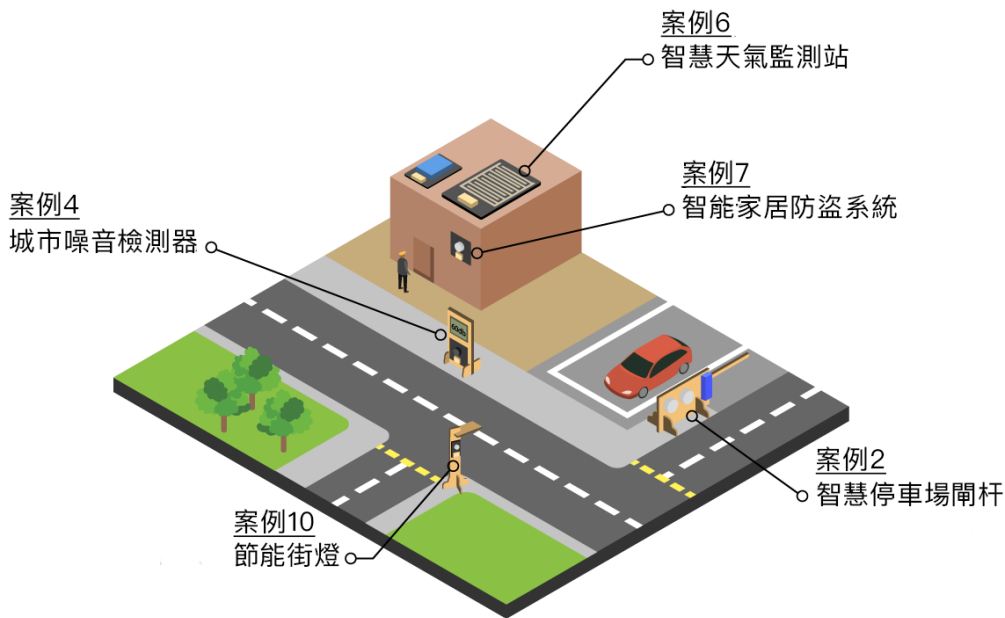 案例6
智慧天氣監測站
案例7
智能家居防盜系統
案例4
城市噪音檢測器
60db
案例2
智慧停車場閘杆
案例10
節能街燈